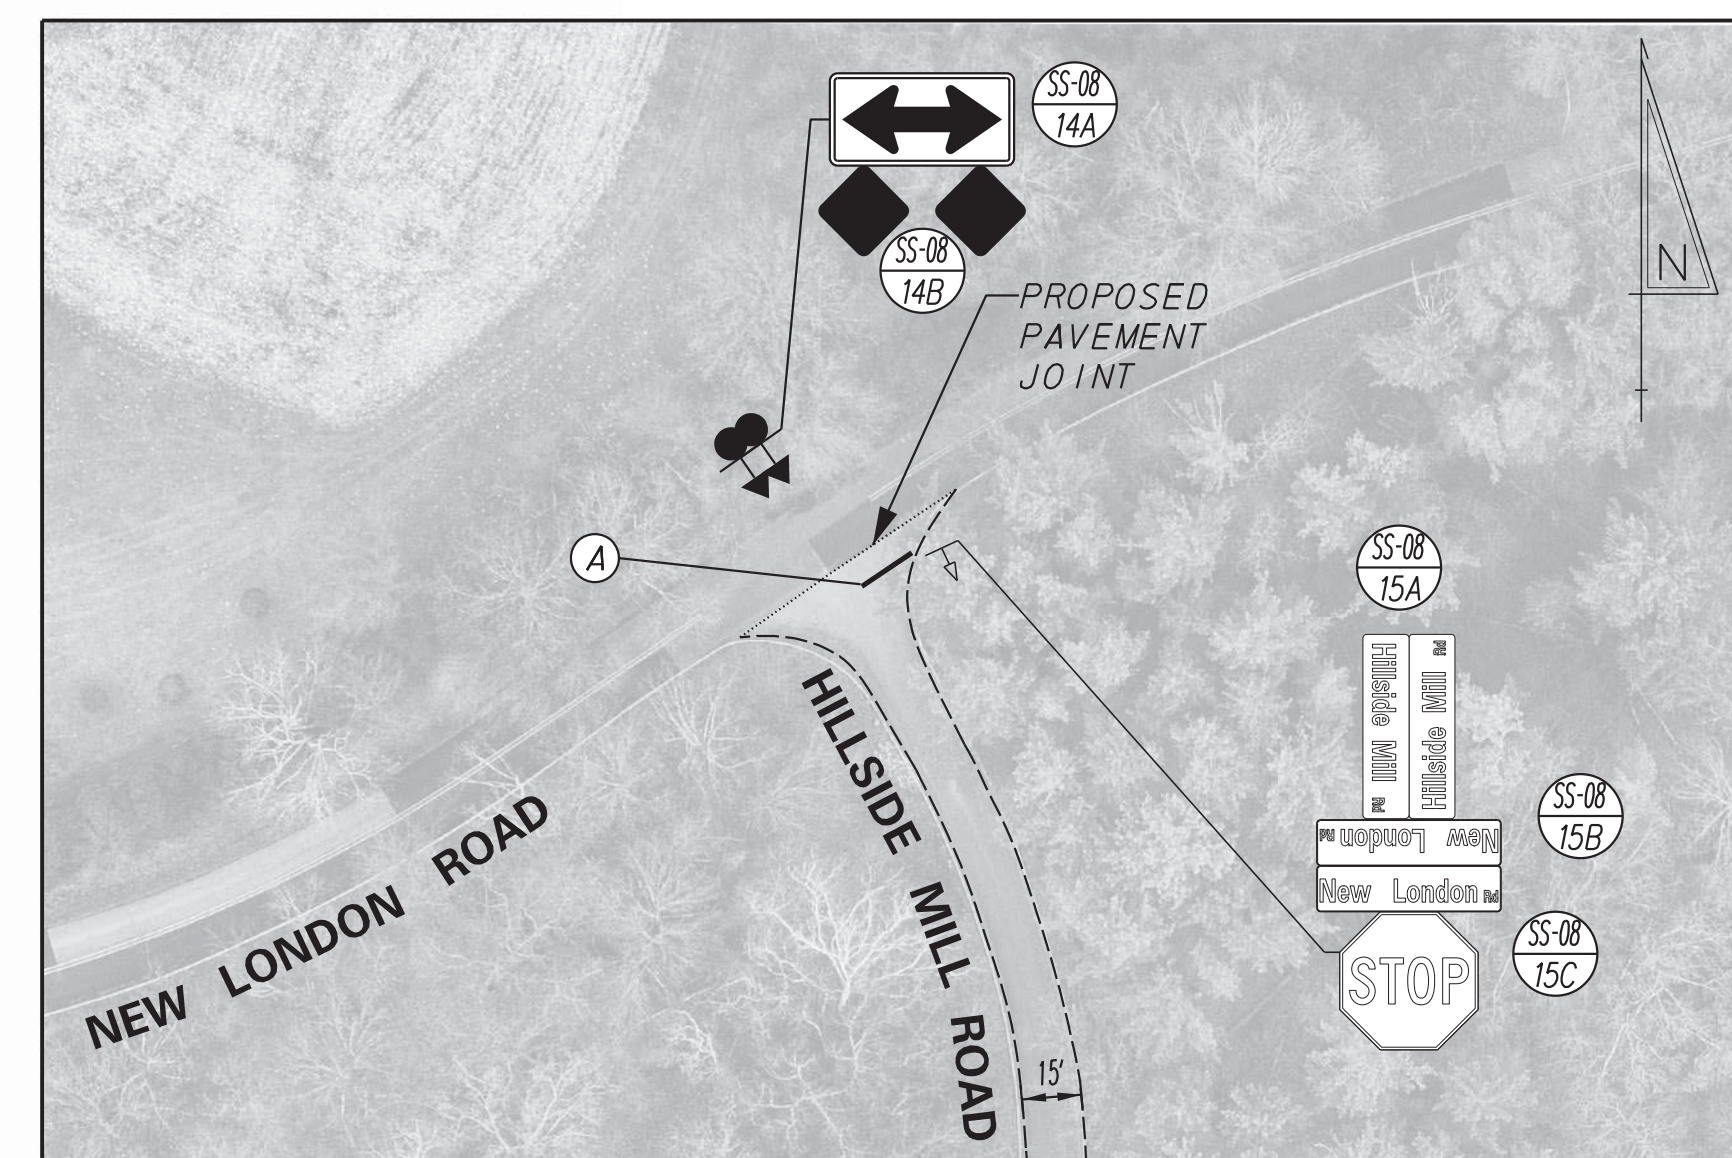 SS-08
14A
SS-08
14B
N
PROPOSED
PAVEMENT
JOINT
A
SS-08
15A
Hillside Mill Rd
Hillside Mill Rd
New London Rd
SS-08
15B
New London Rd
SS-08
15C
STOP
HILLSIDE MILL ROAD
NEW LONDON ROAD
15'